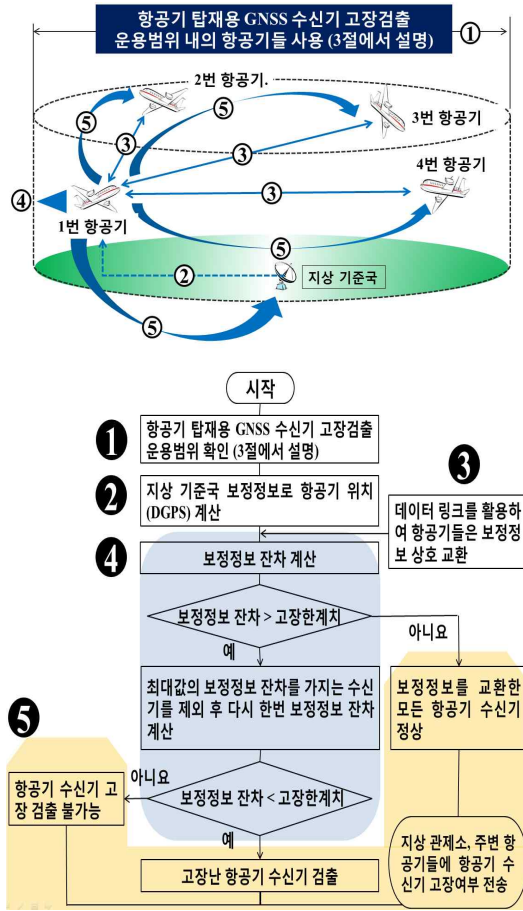 항공기 탑재용 GNSS 수신기 고장검출
운용범위 내의 항공기들 사용 (3절에서 설명)
①
2번 항공기.
⑤
⑤
3번 항공기
③
③
4번 항공기
③
④
1번 항공기
⑤
②
지상 기준국
⑤
시작
1
항공기 탑재용 GNSS 수신기 고장검출
운용범위 확인 (3절에서 설명)
2
지상 기준국 보정정보로 항공기 위치
(DGPS) 계산
3
데이터 링크를 활용하
여 항공기들은 보정정
보 상호 교환
4
보정정보 잔차 계산
보정정보 잔차 > 고장한계치
아니요
예
최대값의 보정정보 잔차를 가지는 수신
기를 제외 후 다시 한번 보정정보 잔차
계산
보정정보를 교환한
모든 항공기 수신기
정상
5
아니요
항공기 수신기 고
장 검출 불가능
보정정보 잔차 < 고장한계치
예
지상 관제소, 주변 항
공기들에 항공기 수
신기 고장여부 전송
고장난 항공기 수신기 검출